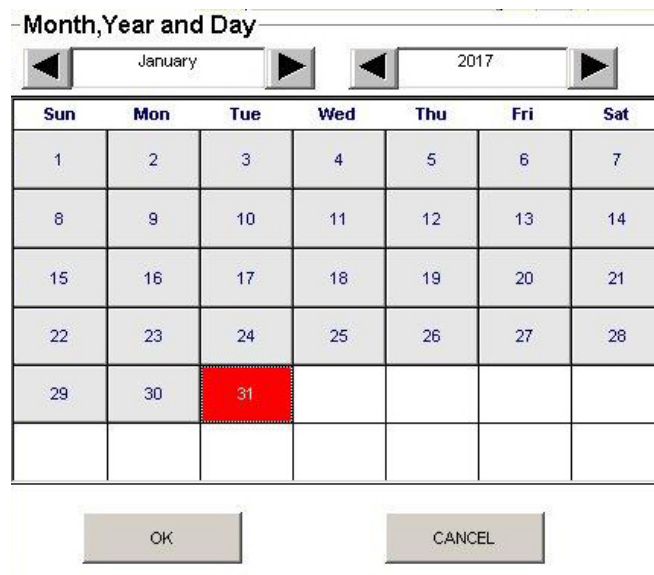 Month,Year and Day
January 2017
Sun Mon Tue Wed Thu Fri Sat
1 2 3 4 5 6 7
8 9 10 11 12 13 14
15 16 17 18 19 20 21
22 23 24 25 26 27 28
29 30 31
OK CANCEL